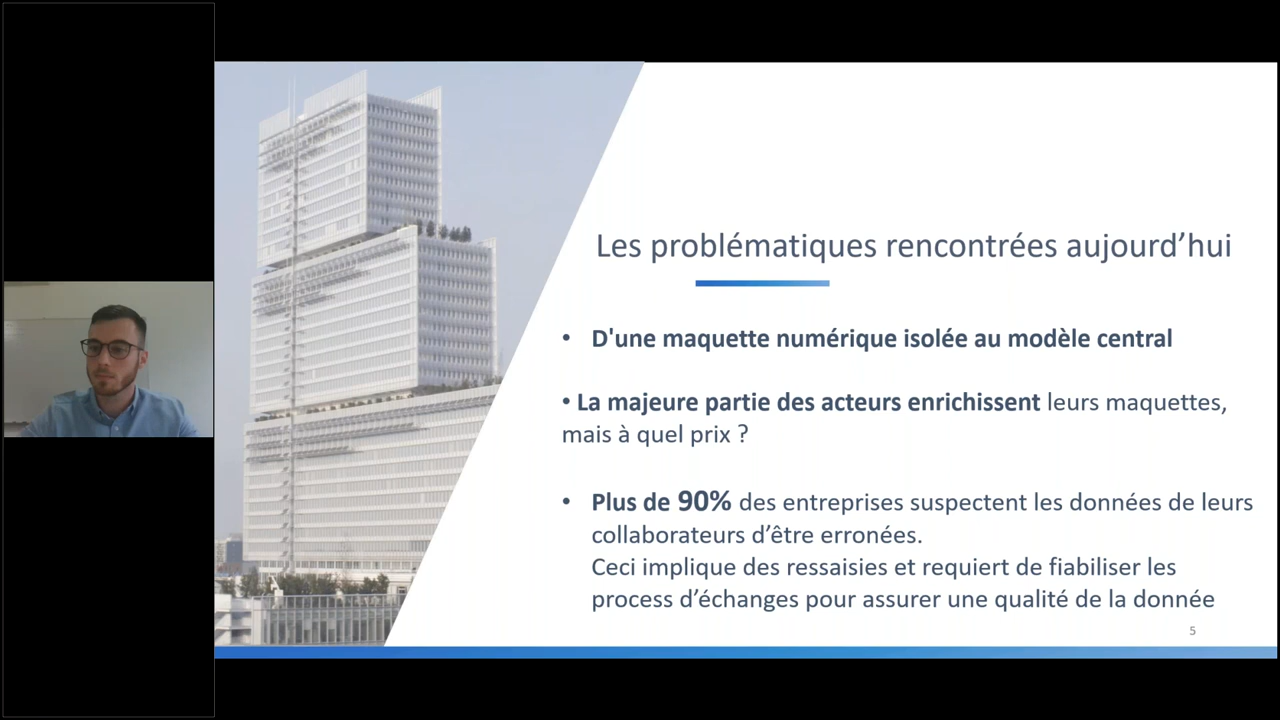 Les problématiques rencontrées aujourd’hui
• D'une maquette numérique isolée au modèle central
• La majeure partie des acteurs enrichissent leurs maquettes,
mais à quel prix ?
• Plus de 90% des entreprises suspectent les données de leurs
collaborateurs d’être erronées.
Ceci implique des ressaisies et requiert de fiabiliser les
process d’échanges pour assurer une qualité de la donnée
5